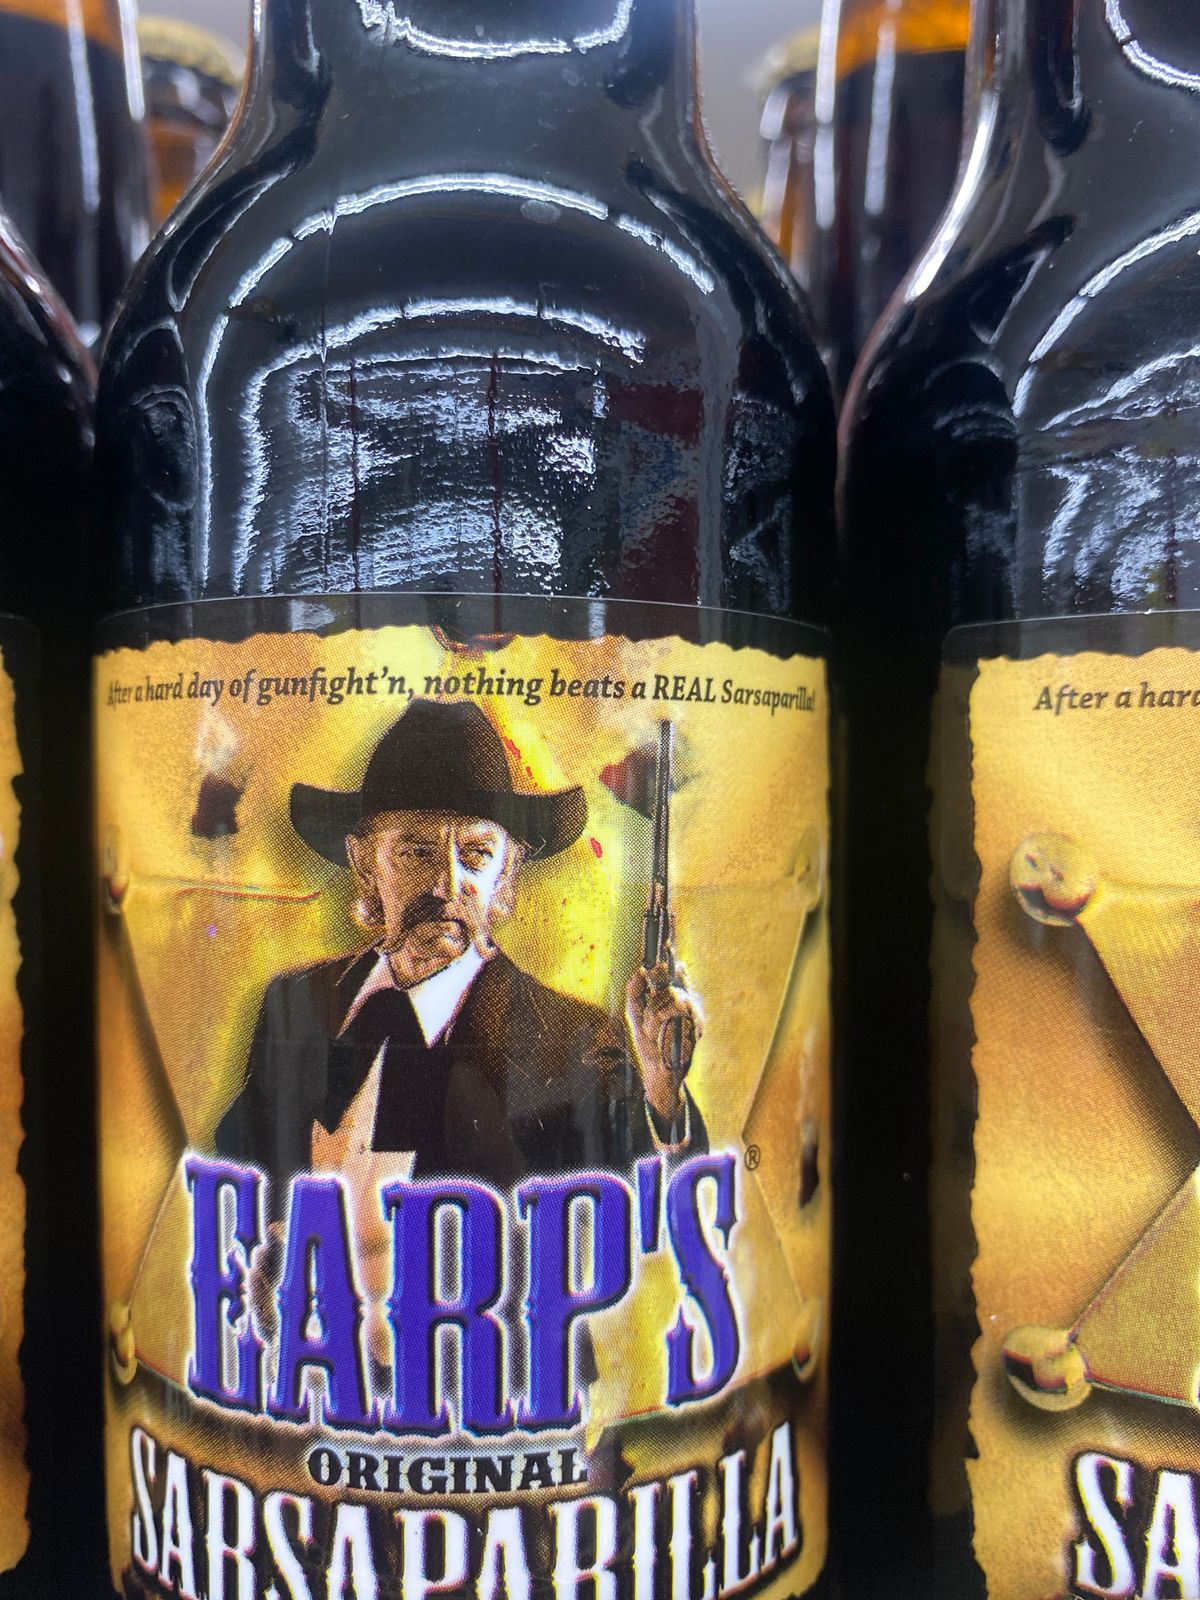 After a hard day of gunfight'n, nothing beats a REAL Sarsaparilla!
EARP'S®
ORIGINAL
SARSAPARILLA
After a hard
SA